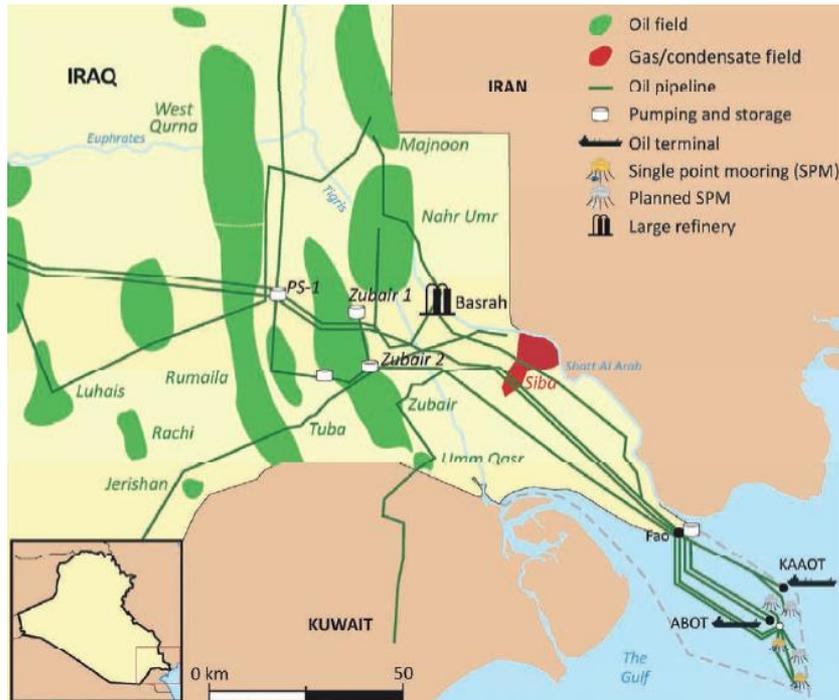 IRAQ
West
Qurna
Euphrates
Tigris
IRAN
Majnoon
Nahr Umr
PS-1
Zubair 1
Basrah
Zubair 2
Shatt Al Arab
Siba
Luhais
Rumaila
Zubair
Rachi
Tuba
Umm Qasr
Jerishan
Fao
KAAOT
ABOT
KUWAIT
The
Gulf
0 km
50
Oil field
Gas/condensate field
Oil pipeline
Pumping and storage
Oil terminal
Single point mooring (SPM)
Planned SPM
Large refinery